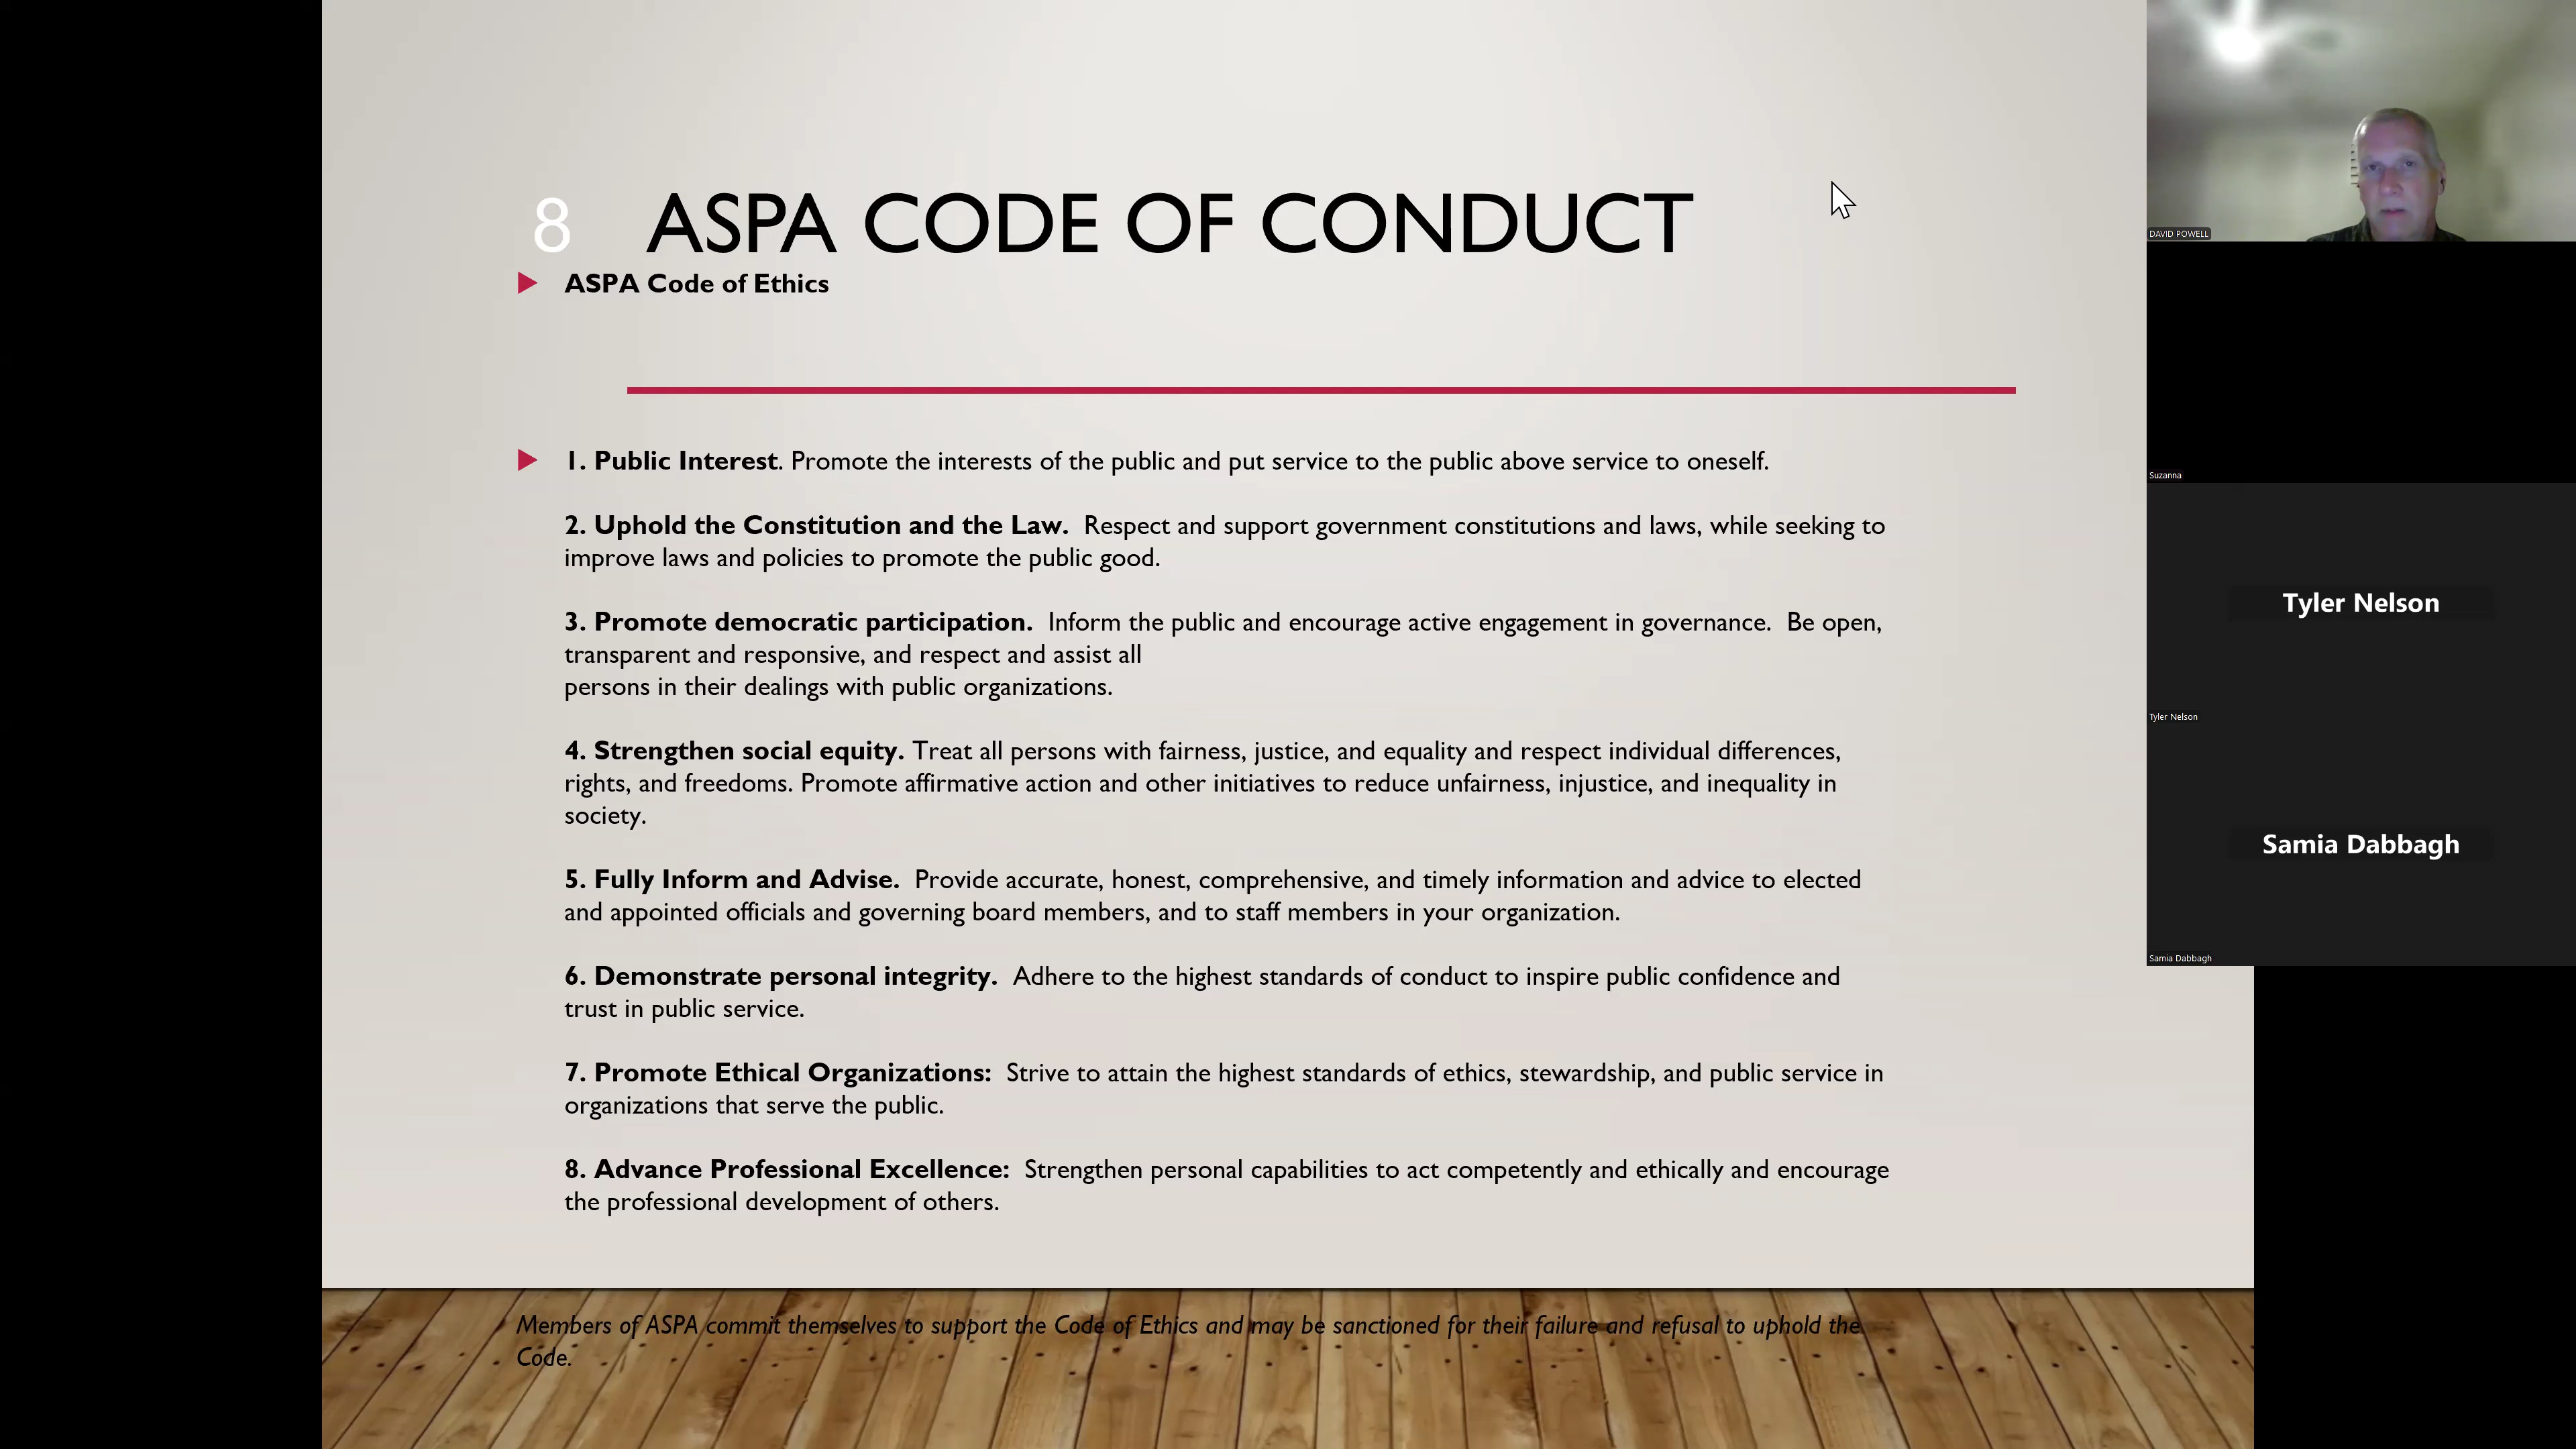 8 ASPA CODE OF CONDUCT
ASPA Code of Ethics
1. Public Interest. Promote the interests of the public and put service to the public above service to oneself.
2. Uphold the Constitution and the Law. Respect and support government constitutions and laws, while seeking to
improve laws and policies to promote the public good.
3. Promote democratic participation. Inform the public and encourage active engagement in governance. Be open,
transparent and responsive, and respect and assist all
persons in their dealings with public organizations.
4. Strengthen social equity. Treat all persons with fairness, justice, and equality and respect individual differences,
rights, and freedoms. Promote affirmative action and other initiatives to reduce unfairness, injustice, and inequality in
society.
5. Fully Inform and Advise. Provide accurate, honest, comprehensive, and timely information and advice to elected
and appointed officials and governing board members, and to staff members in your organization.
6. Demonstrate personal integrity. Adhere to the highest standards of conduct to inspire public confidence and
trust in public service.
7. Promote Ethical Organizations: Strive to attain the highest standards of ethics, stewardship, and public service in
organizations that serve the public.
8. Advance Professional Excellence: Strengthen personal capabilities to act competently and ethically and encourage
the professional development of others.
Members of ASPA commit themselves to support the Code of Ethics and may be sanctioned for their failure and refusal to uphold the
Code.
DAVID POWELL
Suzanna
Tyler Nelson
Tyler Nelson
Samia Dabbagh
Samia Dabbagh